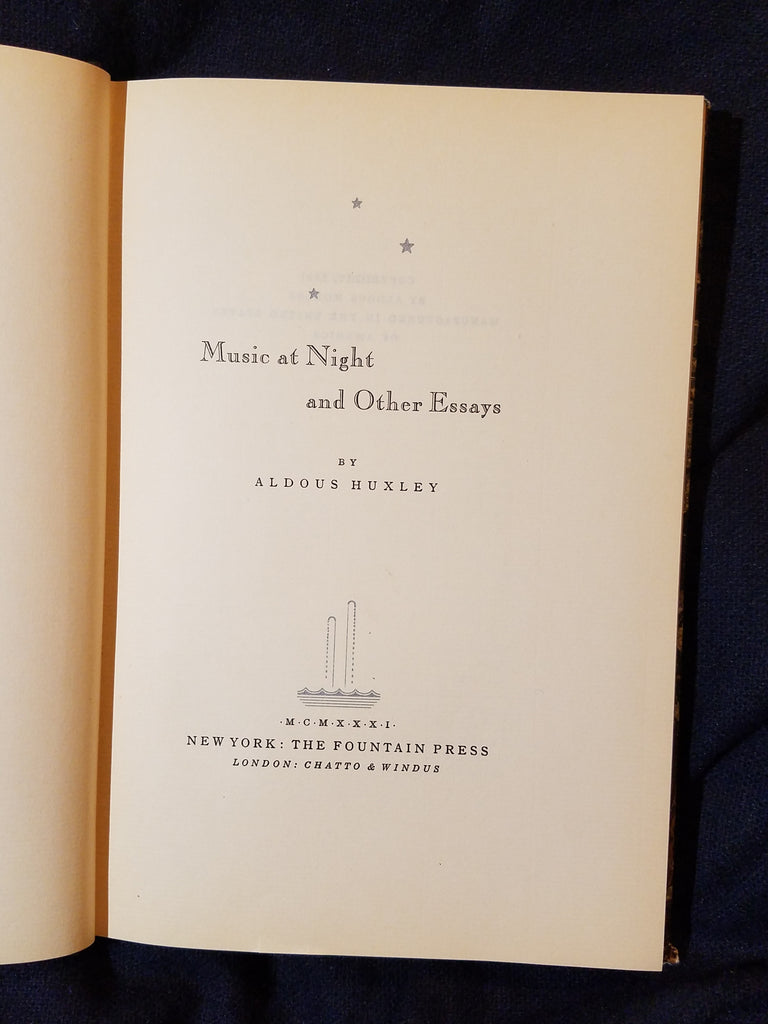 Music at Night
and Other Essays
BY
ALDOUS HUXLEY
·M·C·M·X·X·X·I·
NEW YORK: THE FOUNTAIN PRESS
LONDON: CHATTO & WINDUS